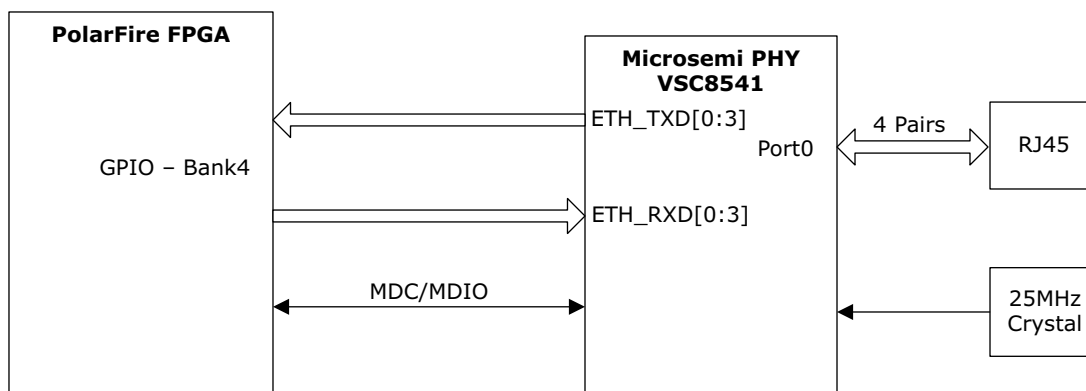 PolarFire FPGA
GPIO – Bank4
Microsemi PHY
VSC8541
ETH_TXD[0:3]
Port0
ETH_RXD[0:3]
MDC/MDIO
4 Pairs
RJ45
25MHz
Crystal